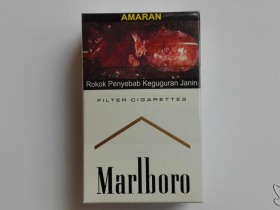 AMARAN
Rokok Penyebab Keguguran Janin
FILTER CIGARETTES
Marlboro